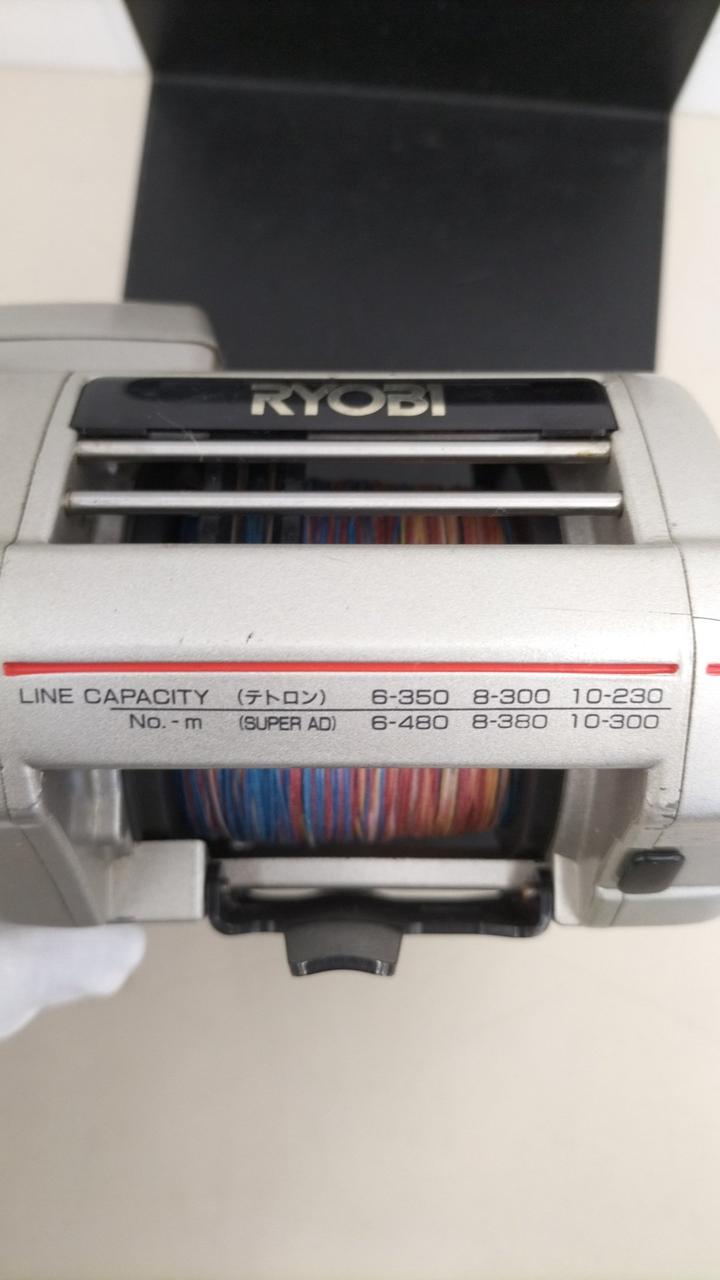 RYOBI
LINE CAPACITY (テトロン) 6-350 8-300 10-230
No.-m (SUPER AD) 6-480 8-380 10-300